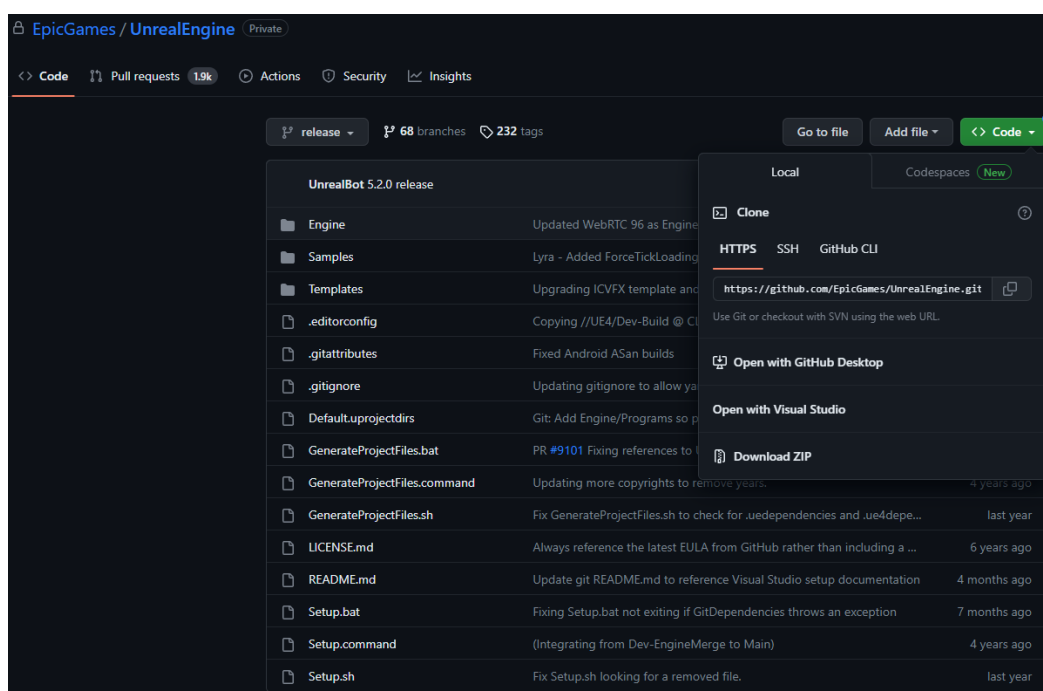 EpicGames / UnrealEngine Private
Code Pull requests 1.9k Actions Security Insights
release 68 branches 232 tags Go to file Add file Code
Local Codespaces New
UnrealBot 5.2.0 release
Clone
Engine Updated WebRTC 96 as Engine
HTTPS SSH GitHub CLI
Samples Lyra - Added ForceTickLoading
Templates Upgrading ICVFX template and
https://github.com/EpicGames/UnrealEngine.git
Use Git or checkout with SVN using the web URL.
.editorconfig Copying //UE4/Dev-Build @
.gitattributes Fixed Android ASan builds
Open with GitHub Desktop
.gitignore Updating gitignore to allow
Open with Visual Studio
Default.uprojectdirs Git: Add Engine/Programs so
GenerateProjectFiles.bat PR #9101 Fixing references to
Download ZIP
GenerateProjectFiles.command Updating more copyrights to remove years. 4 years ago
GenerateProjectFiles.sh Fix GenerateProjectFiles.sh to check for .uedependencies and .ue4depe... last year
LICENSE.md Always reference the latest EULA from GitHub rather than including a ... 6 years ago
README.md Update git README.md to reference Visual Studio setup documentation 4 months ago
Setup.bat Fixing Setup.bat not exiting if GitDependencies throws an exception 7 months ago
Setup.command (Integrating from Dev-EngineMerge to Main) 4 years ago
Setup.sh Fix Setup.sh looking for a removed file. last year